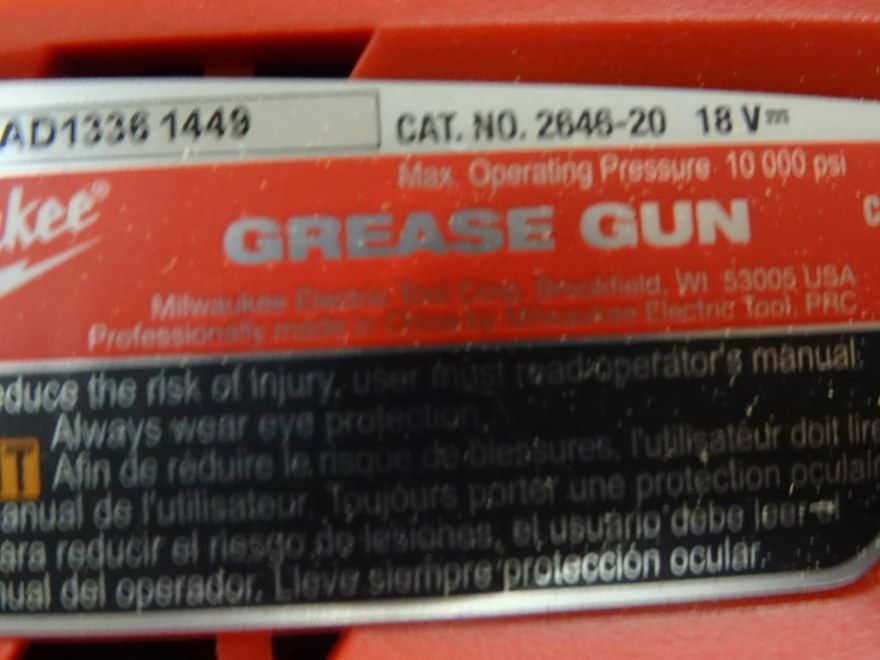 AD1336 1449
CAT. NO. 2646-20 18 V⎓
Max. Operating Pressure 10 000 psi
kee®
GREASE GUN
C
Milwaukee Electric Tool Corp. Brookfield, WI 53005 USA
Professionally made in China by Milwaukee Electric Tool, PRC
educe the risk of injury, user must read operator's manual.
Always wear eye protection.
T Afin de réduire le risque de blessures, l'utilisateur doit lire
anual de l'utilisateur. Toujours porter une protection oculair
ara reducir el riesgo de lesiones, el usuario debe leer el
nual del operador. Lleve siempre protección ocular.